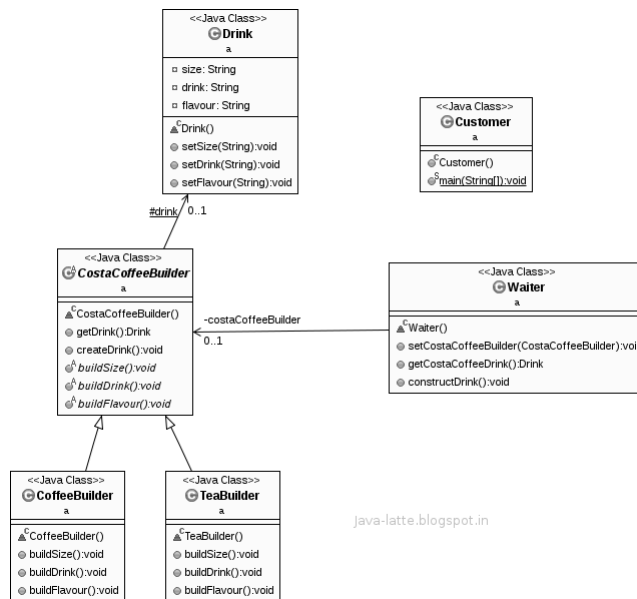 <<Java Class>>
Drink
a
size: String
drink: String
flavour: String
Drink()
setSize(String):void
setDrink(String):void
setFlavour(String):void
<<Java Class>>
Customer
a
Customer()
main(String[]):void
#drink
0..1
<<Java Class>>
CostaCoffeeBuilder
a
CostaCoffeeBuilder()
getDrink():Drink
createDrink():void
buildSize():void
buildDrink():void
buildFlavour():void
-costaCoffeeBuilder
0..1
<<Java Class>>
Waiter
a
Waiter()
setCostaCoffeeBuilder(CostaCoffeeBuilder):voi
getCostaCoffeeDrink():Drink
constructDrink():void
<<Java Class>>
CoffeeBuilder
a
CoffeeBuilder()
buildSize():void
buildDrink():void
buildFlavour():void
<<Java Class>>
TeaBuilder
a
TeaBuilder()
buildSize():void
buildDrink():void
buildFlavour():void
Java-latte.blogspot.in